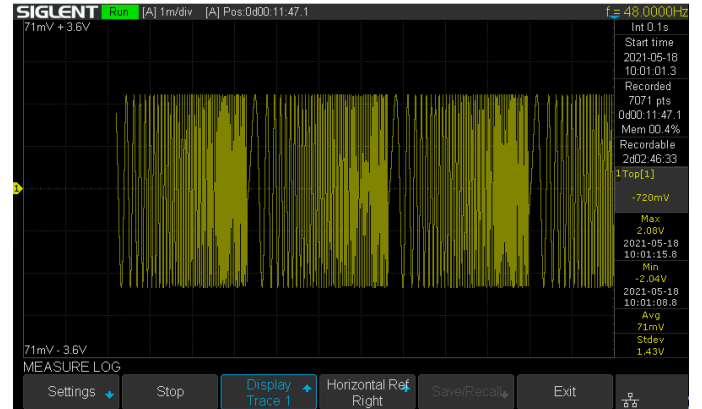 SIGLENT Run [A] 1m/div [A] Pos:0d00:11:47.1 f = 48.0000Hz
71mV + 3.6V
Int 0.1s
Start time
2021-05-18
10:01:01.3
Recorded
7071 pts
0d00:11:47.1
Mem 00.4%
Recordable
2d02:46:33
1 Top[1]
-720mV
Max
2.08V
2021-05-18
10:01:15.8
Min
-2.04V
2021-05-18
10:01:08.8
Avg
71mV
Stdev
1.43V
1
71mV - 3.6V
MEASURE LOG
Settings
Stop
Display
Trace 1
Horizontal Ref
Right
Save/Recall
Exit